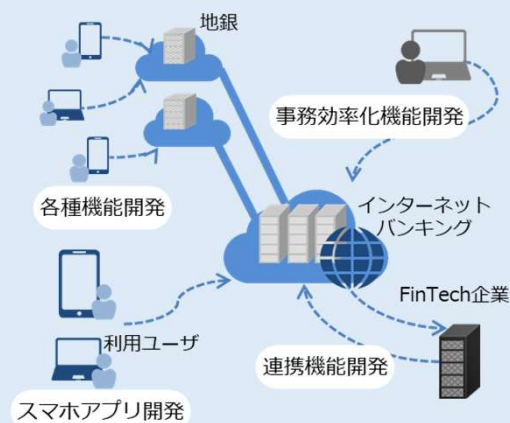 地銀
事務効率化機能開発
各種機能開発
インターネット
バンキング
FinTech企業
利用ユーザ
連携機能開発
スマホアプリ開発